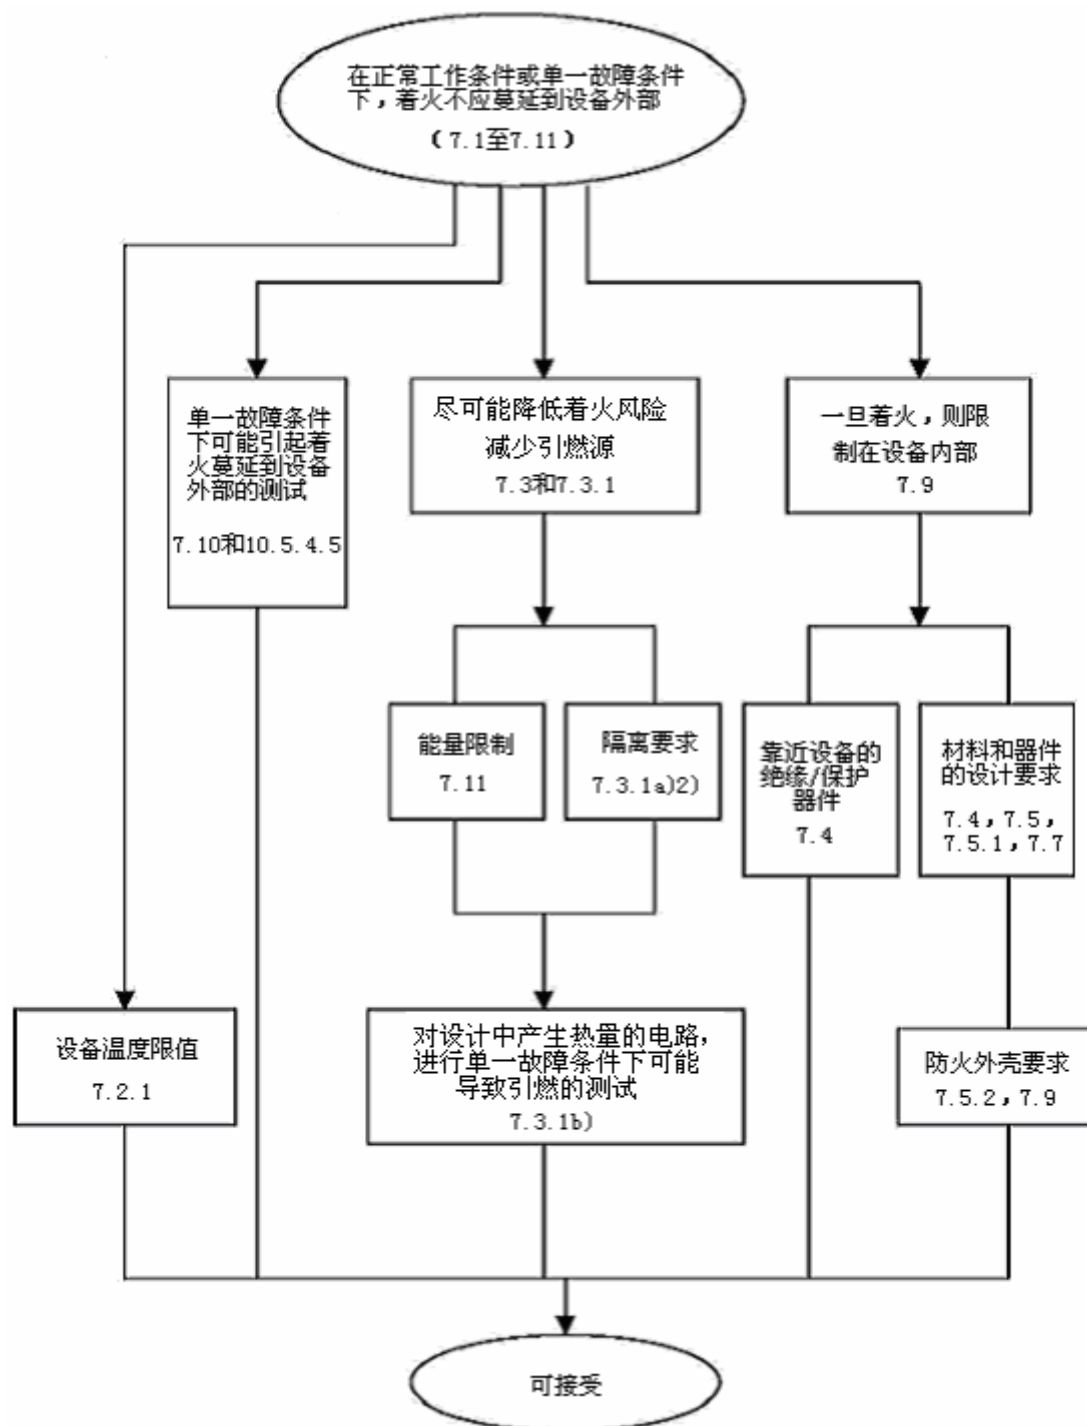 在正常工作条件或单一故障条件
下，着火不应蔓延到设备外部
（7.1至7.11）
单一故障条件
下可能引起着
火蔓延到设备
外部的测试
7.10和10.5.4.5
尽可能降低着火风险
减少引燃源
7.3和7.3.1
一旦着火，则限
制在设备内部
7.9
能量限制
7.11
隔离要求
7.3.1a)2)
靠近设备的
绝缘/保护
器件
7.4
材料和器件
的设计要求
7.4，7.5，
7.5.1，7.7
设备温度限值
7.2.1
对设计中产生热量的电路，
进行单一故障条件下可能
导致引燃的测试
7.3.1b)
防火外壳要求
7.5.2，7.9
可接受